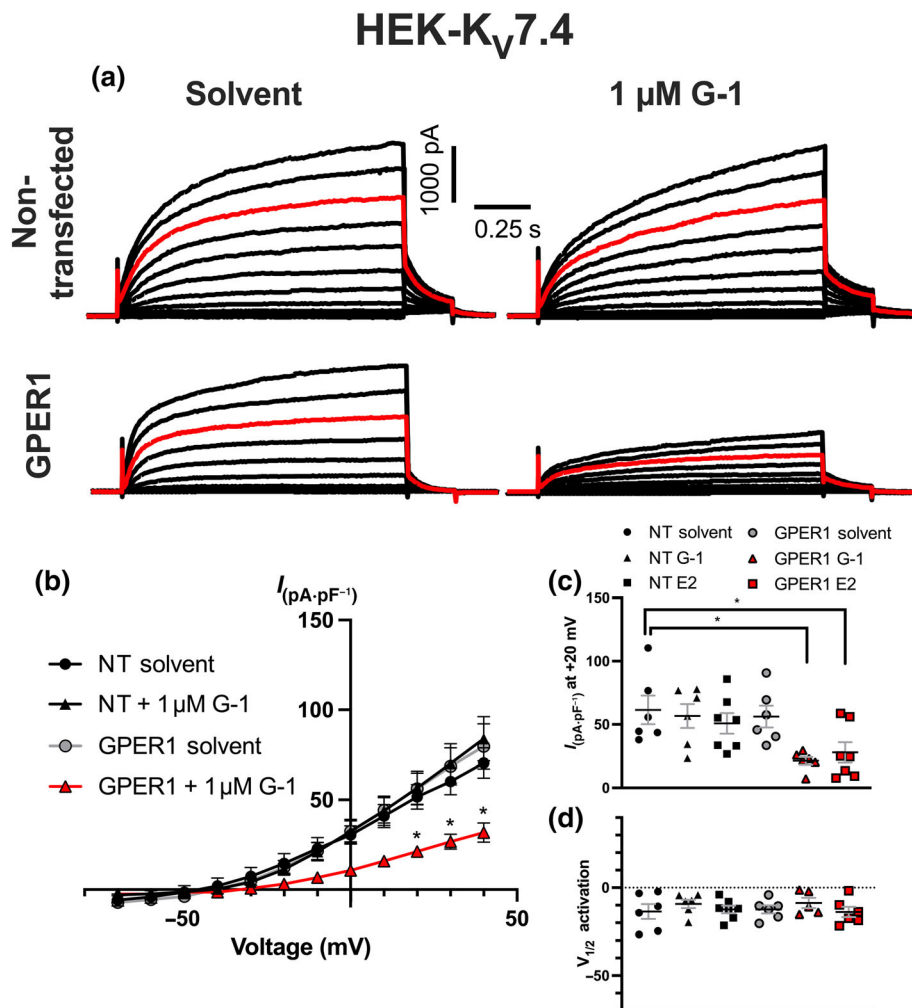 HEK-K_V7.4
(a)
Solvent
1 µM G-1
Non-
transfected
1000 pA
0.25 s
GPER1
(b)
I(pA·pF⁻¹)
150
100
50
−50
50
Voltage (mV)
NT solvent
NT + 1 µM G-1
GPER1 solvent
GPER1 + 1 µM G-1
* * *
NT solvent
GPER1 solvent
NT G-1
GPER1 G-1
NT E2
GPER1 E2
(c)
I(pA·pF⁻¹) at +20 mV
150
100
50
0
*
*
(d)
V1/2 activation
0
−50